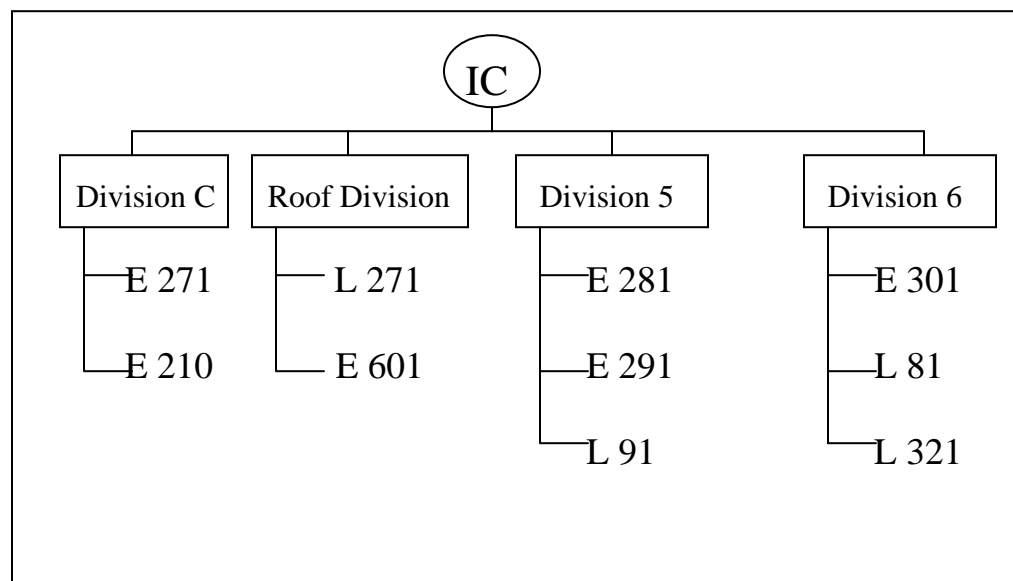 IC
Division C
Roof Division
Division 5
Division 6
E 271
L 271
E 281
E 301
E 210
E 601
E 291
L 81
L 91
L 321